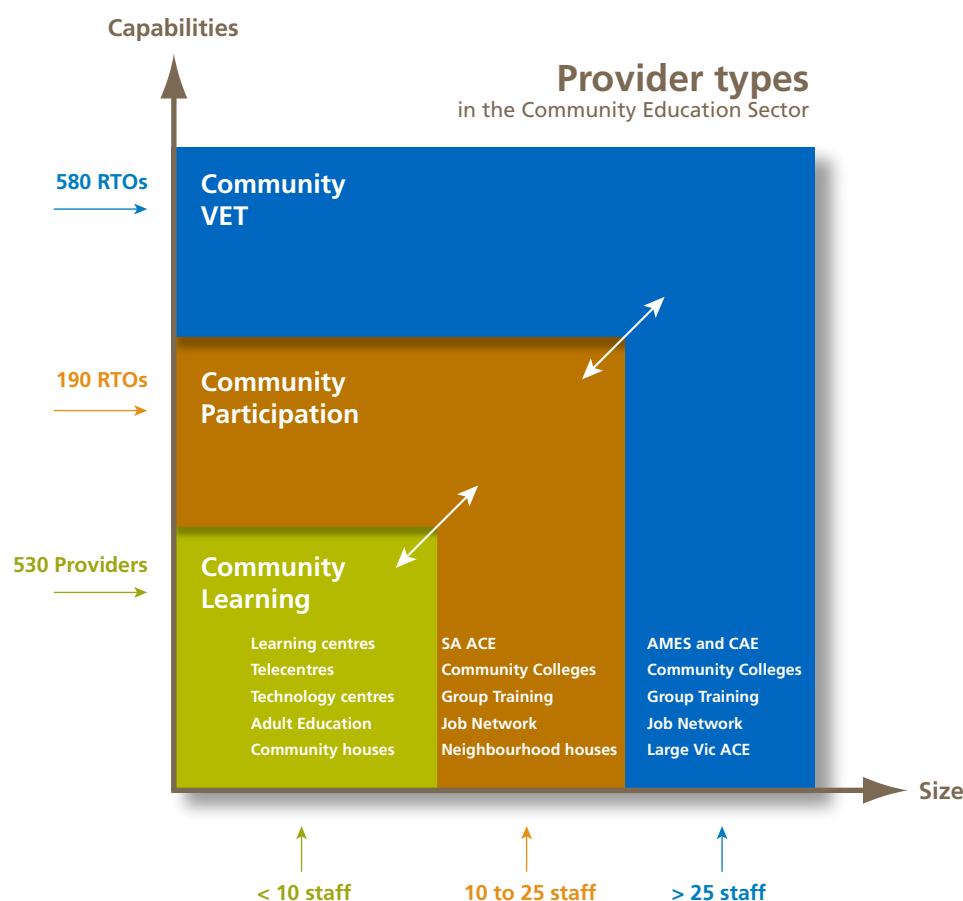 Capabilities
Provider types
in the Community Education Sector
580 RTOs
Community
VET
190 RTOs
Community
Participation
530 Providers
Community
Learning
Learning centres
Telecentres
Technology centres
Adult Education
Community houses
SA ACE
Community Colleges
Group Training
Job Network
Neighbourhood houses
AMES and CAE
Community Colleges
Group Training
Job Network
Large Vic ACE
Size
< 10 staff
10 to 25 staff
> 25 staff